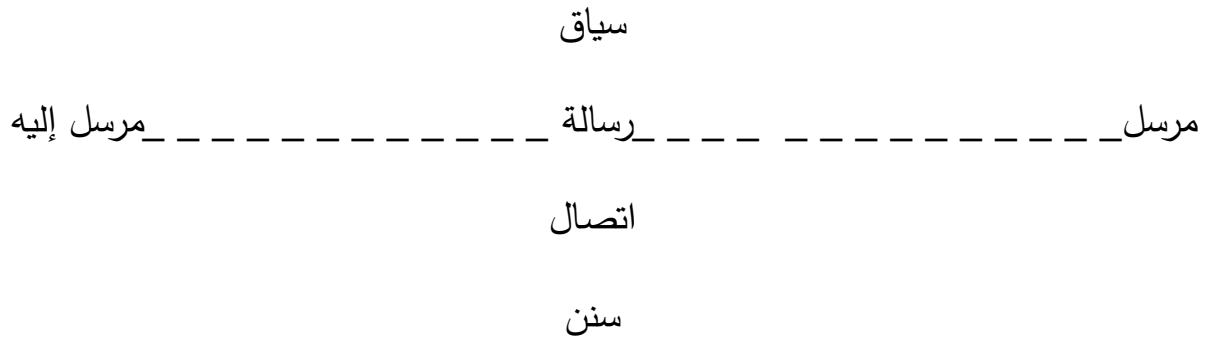 سياق
مرسل_ _ _ _ _ _ _ _ _ _ _ _ _ _رسالة _ _ _ _ _ _ _ _ _ _ _ _مرسل إليه
اتصال
سنن